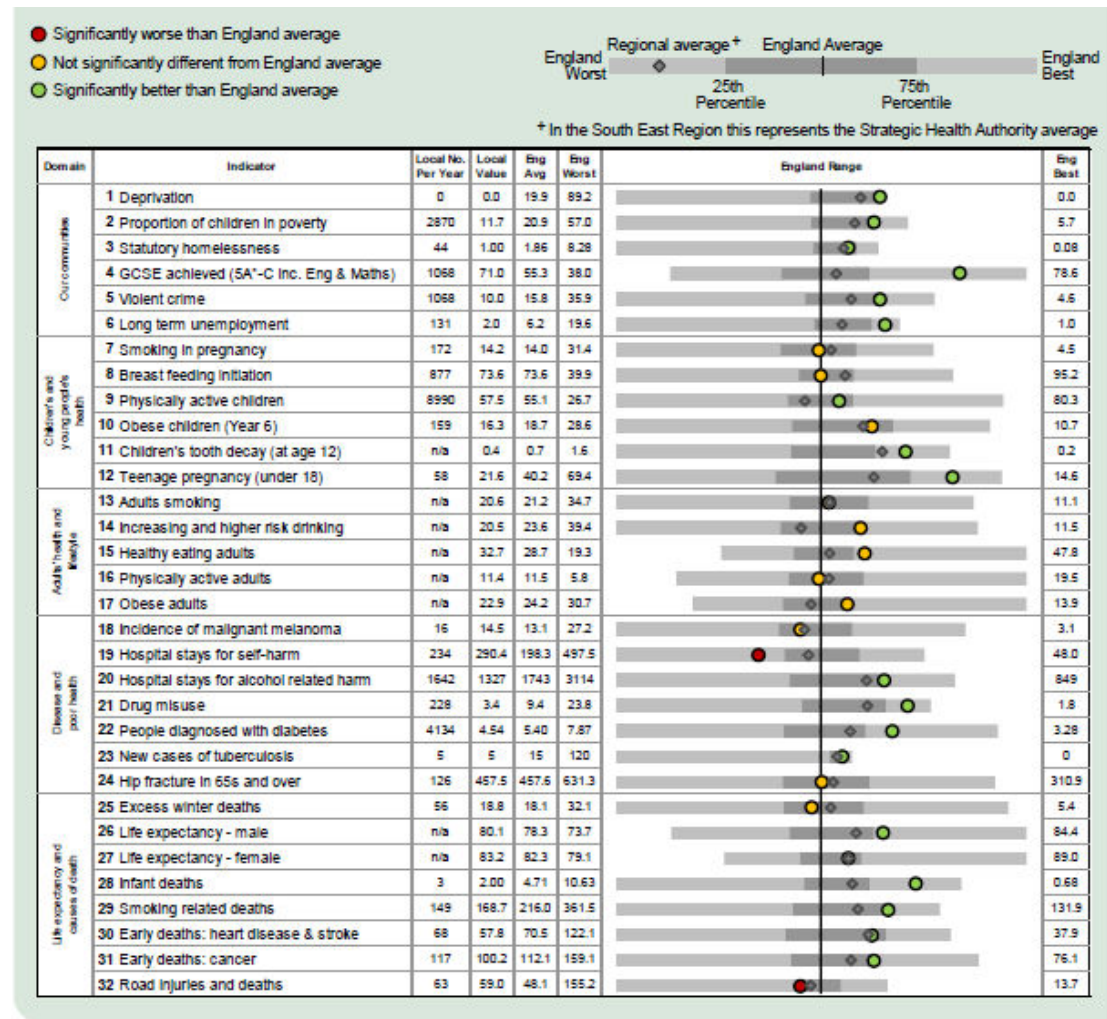 Significantly worse than England average
Not significantly different from England average
Significantly better than England average
Regional average + England Average
England Worst
England Best
25th Percentile
75th Percentile
+ In the South East Region this represents the Strategic Health Authority average
Domain Indicator Local No. Per Year Local Value Eng Avg Eng Worst England Range Eng Best
Our communities
1 Deprivation 0 0.0 19.9 89.2 0.0
2 Proportion of children in poverty 2870 11.7 20.9 57.0 5.7
3 Statutory homelessness 44 1.00 1.86 8.28 0.08
4 GCSE achieved (5A*-C inc. Eng & Maths) 1068 71.0 55.3 38.0 78.6
5 Violent crime 1068 10.0 15.8 35.9 4.6
6 Long term unemployment 131 2.0 6.2 19.6 1.0
Children's and young people's health
7 Smoking in pregnancy 172 14.2 14.0 31.4 4.5
8 Breast feeding initiation 877 73.6 73.6 39.9 95.2
9 Physically active children 8990 57.5 55.1 26.7 80.3
10 Obese children (Year 6) 159 16.3 18.7 28.6 10.7
11 Children's tooth decay (at age 12) n/a 0.4 0.7 1.6 0.2
12 Teenage pregnancy (under 18) 58 21.6 40.2 69.4 14.6
Adults' health and lifestyle
13 Adults smoking n/a 20.6 21.2 34.7 11.1
14 Increasing and higher risk drinking n/a 20.5 23.6 39.4 11.5
15 Healthy eating adults n/a 32.7 28.7 19.3 47.8
16 Physically active adults n/a 11.4 11.5 5.8 19.5
17 Obese adults n/a 22.9 24.2 30.7 13.9
Disease and poor health
18 Incidence of malignant melanoma 16 14.5 13.1 27.2 3.1
19 Hospital stays for self-harm 234 290.4 198.3 497.5 48.0
20 Hospital stays for alcohol related harm 1642 1327 1743 3114 849
21 Drug misuse 228 3.4 9.4 23.8 1.8
22 People diagnosed with diabetes 4134 4.54 5.40 7.87 3.28
23 New cases of tuberculosis 5 5 15 120 0
24 Hip fracture in 65s and over 126 457.5 457.6 631.3 310.9
Life expectancy and causes of death
25 Excess winter deaths 56 18.8 18.1 32.1 5.4
26 Life expectancy - male n/a 80.1 78.3 73.7 84.4
27 Life expectancy - female n/a 83.2 82.3 79.1 89.0
28 Infant deaths 3 2.00 4.71 10.63 0.68
29 Smoking related deaths 149 168.7 216.0 361.5 131.9
30 Early deaths: heart disease & stroke 68 57.8 70.5 122.1 37.9
31 Early deaths: cancer 117 100.2 112.1 159.1 76.1
32 Road injuries and deaths 63 59.0 48.1 155.2 13.7